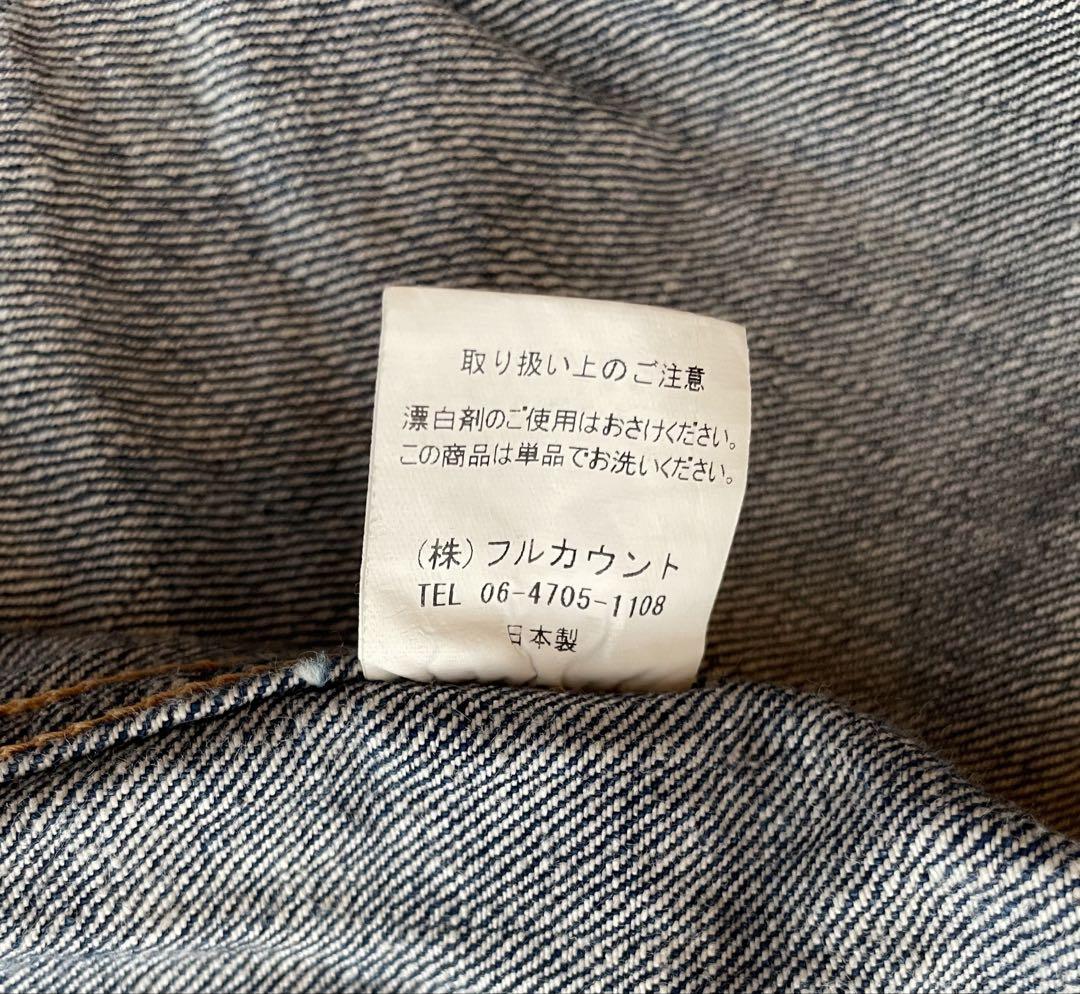 取り扱い上のご注意
漂白剤のご使用はおさけください。
この商品は単品でお洗いください。
(株)フルカウント
TEL 06-4705-1108
日本製